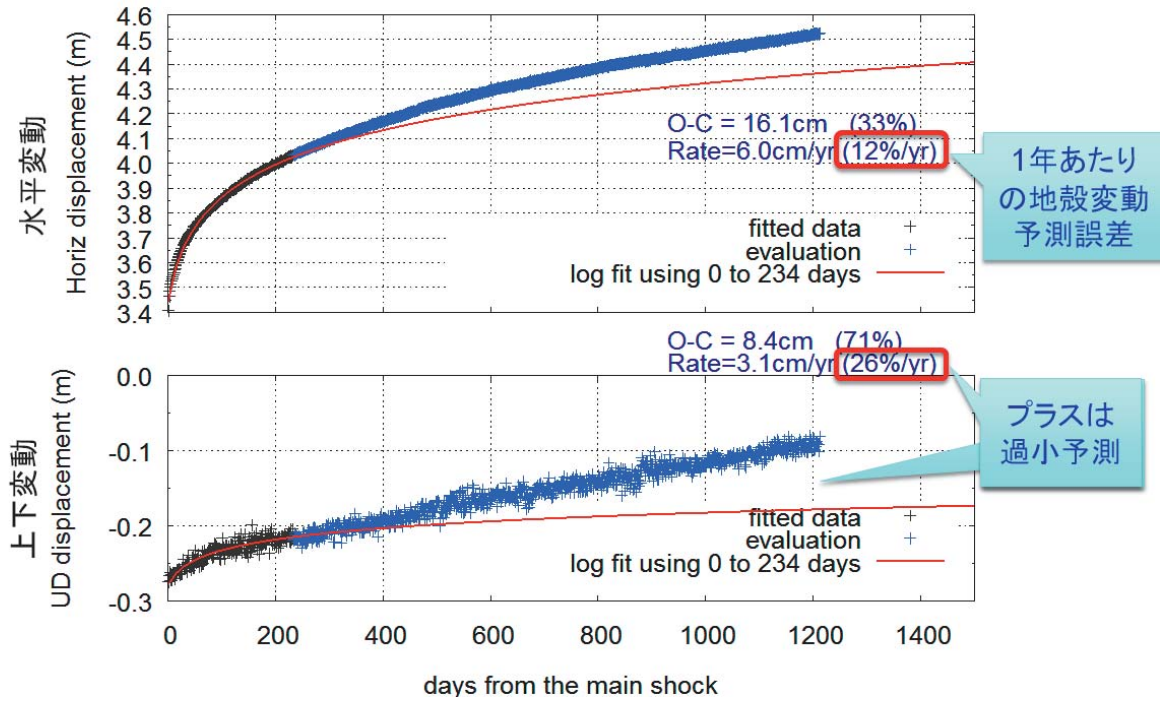 水平変動
Horiz displacement (m)
4.6
4.5
4.4
4.3
4.2
4.1
4.0
3.9
3.8
3.7
3.6
3.5
3.4
O-C = 16.1cm (33%)
Rate=6.0cm/yr (12%/yr)
1年あたり
の地殻変動
予測誤差
fitted data
evaluation
log fit using 0 to 234 days
O-C = 8.4cm (71%)
Rate=3.1cm/yr (26%/yr)
上下変動
UD displacement (m)
0.0
-0.1
-0.2
-0.3
プラスは
過小予測
fitted data
evaluation
log fit using 0 to 234 days
0 200 400 600 800 1000 1200 1400
days from the main shock